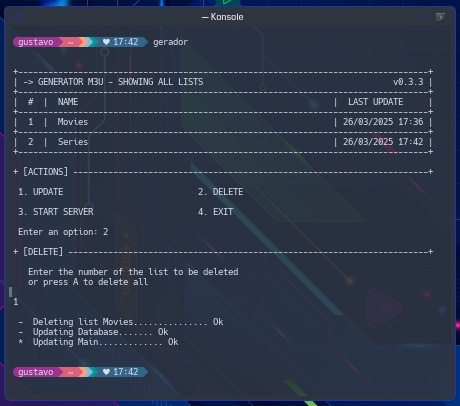 — Konsole
gustavo ~ ♥ 17:42 gerador
+-----------------------------------------------------------------------------------+
| -> GENERATOR M3U - SHOWING ALL LISTS v0.3.3 |
+-----------------------------------------------------------------------------------+
| # | NAME | LAST UPDATE |
+-----------------------------------------------------------------------------------+
| 1 | Movies | 26/03/2025 17:36 |
+-----------------------------------------------------------------------------------+
| 2 | Series | 26/03/2025 17:42 |
+-----------------------------------------------------------------------------------+
+ [ACTIONS] ------------------------------------------------------------------------+
1. UPDATE 2. DELETE
3. START SERVER 4. EXIT
Enter an option: 2
+ [DELETE] -------------------------------------------------------------------------+
Enter the number of the list to be deleted
or press A to delete all
1
- Deleting list Movies............... Ok
- Updating Database....... Ok
* Updating Main............. Ok
gustavo ~ ♥ 17:42